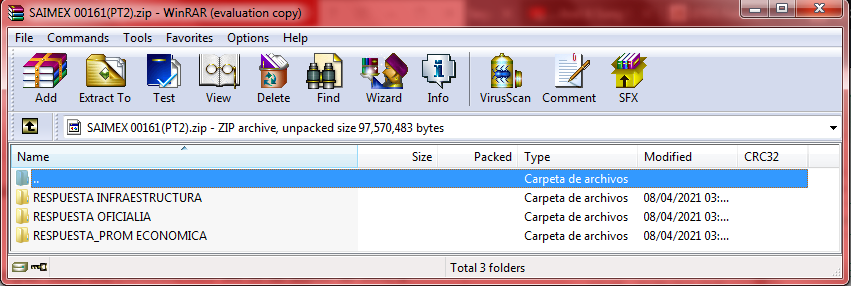 SAIMEX 00161(PT2).zip - WinRAR (evaluation copy)
File Commands Tools Favorites Options Help
Add Extract To Test View Delete Find Wizard Info VirusScan Comment SFX
SAIMEX 00161(PT2).zip - ZIP archive, unpacked size 97,570,483 bytes
Name Size Packed Type Modified CRC32
.. Carpeta de archivos
RESPUESTA INFRAESTRUCTURA Carpeta de archivos 08/04/2021 03:...
RESPUESTA OFICIALIA Carpeta de archivos 08/04/2021 03:...
RESPUESTA_PROM ECONOMICA Carpeta de archivos 08/04/2021 03:...
Total 3 folders